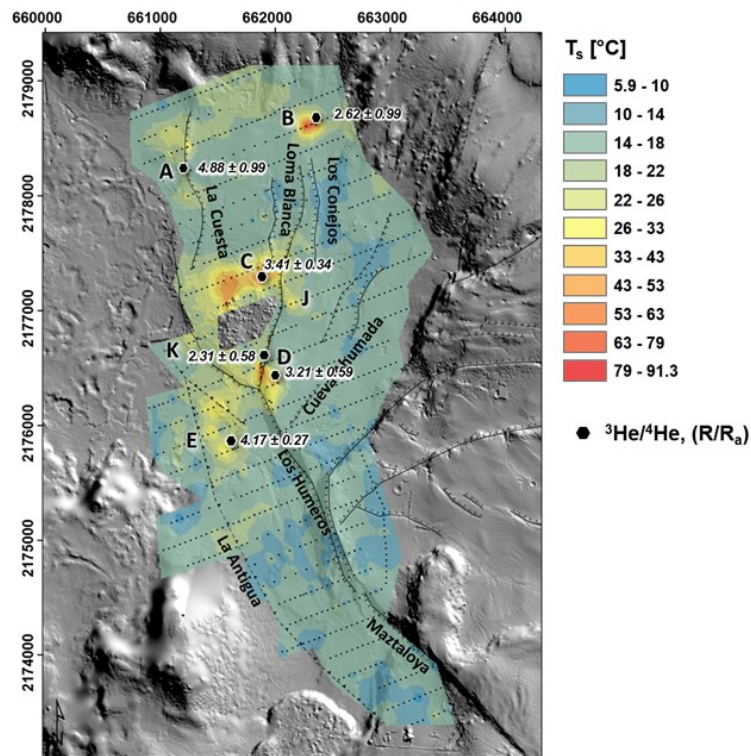 660000 661000 662000 663000 664000
2179000
2178000
2177000
2176000
2175000
2174000
B 2.62 ± 0.99
A 4.88 ± 0.99
La Cuesta
Loma Blanca
Los Conejos
C 3.41 ± 0.34
J
K 2.31 ± 0.58 D
3.21 ± 0.59
Cueva Ahumada
E 4.17 ± 0.27
Los Humeros
La Antigua
Maztaloya
Ts [°C]
5.9 - 10
10 - 14
14 - 18
18 - 22
22 - 26
26 - 33
33 - 43
43 - 53
53 - 63
63 - 79
79 - 91.3
³He/⁴He, (R/Ra)